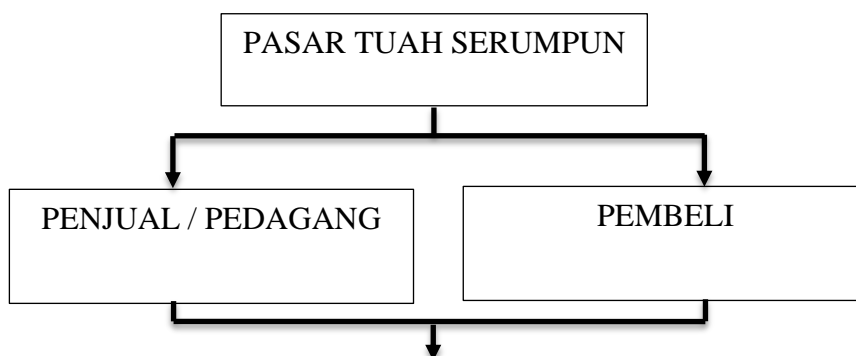 PASAR TUAH SERUMPUN
PENJUAL / PEDAGANG
PEMBELI